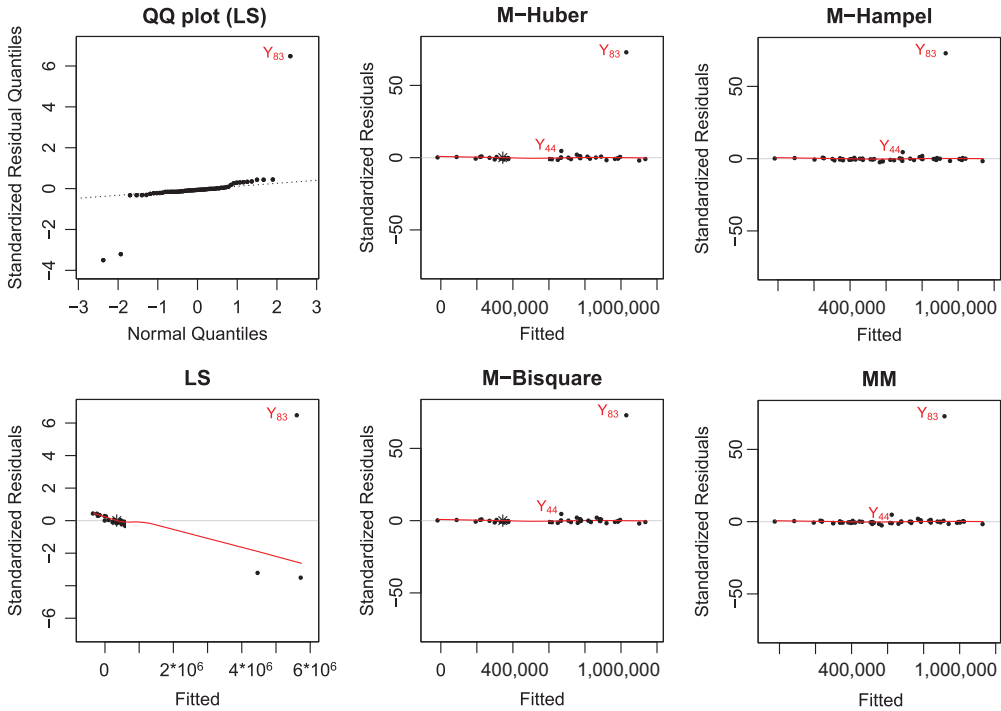 QQ plot (LS)
Standardized Residual Quantiles
6
4
2
0
−2
−4
Y83
−3 −2 −1 0 1 2 3
Normal Quantiles
M−Huber
Standardized Residuals
50
0
−50
Y83
Y44
0 400,000 1,000,000
Fitted
M−Hampel
Standardized Residuals
50
0
−50
Y83
Y44
400,000 1,000,000
Fitted
LS
Standardized Residuals
6
4
2
0
−2
−6
Y83
0 2*10^6 4*10^6 6*10^6
Fitted
M−Bisquare
Standardized Residuals
50
0
−50
Y83
Y44
0 400,000 1,000,000
Fitted
MM
Standardized Residuals
50
0
−50
Y83
Y44
400,000 1,000,000
Fitted